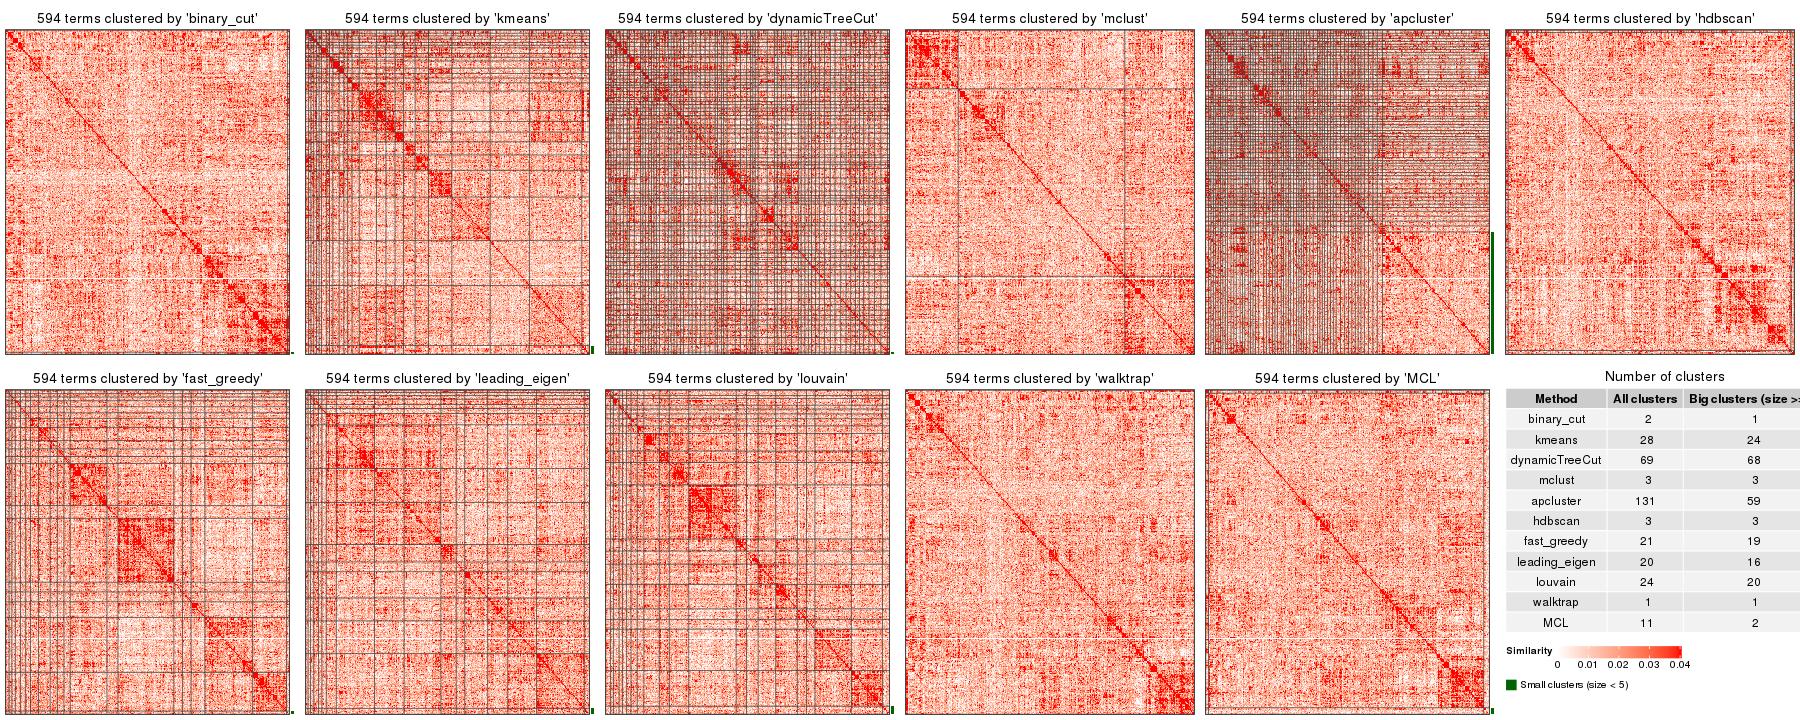 594 terms clustered by 'binary_cut'
594 terms clustered by 'kmeans'
594 terms clustered by 'dynamicTreeCut'
594 terms clustered by 'mclust'
594 terms clustered by 'apcluster'
594 terms clustered by 'hdbscan'
594 terms clustered by 'fast_greedy'
594 terms clustered by 'leading_eigen'
594 terms clustered by 'louvain'
594 terms clustered by 'walktrap'
594 terms clustered by 'MCL'
Number of clusters
Method All clusters Big clusters (size >=
binary_cut 2 1
kmeans 28 24
dynamicTreeCut 69 68
mclust 3 3
apcluster 131 59
hdbscan 3 3
fast_greedy 21 19
leading_eigen 20 16
louvain 24 20
walktrap 1 1
MCL 11 2
Similarity
0 0.01 0.02 0.03 0.04
Small clusters (size < 5)